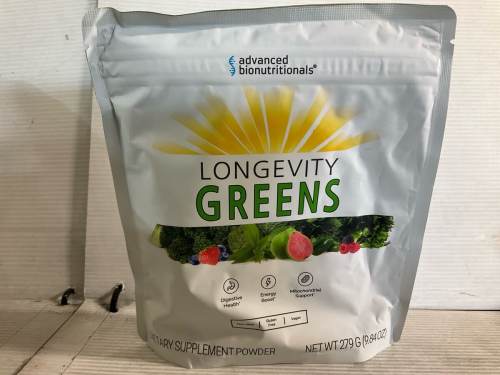 advanced
bionutritionals®
LONGEVITY
GREENS
Digestive
Health*
Energy
Boost*
Mitochondrial
Support*
Gluten
Free
Vegan
SUPPLEMENT POWDER
NET WT 279 G (9.84 OZ)